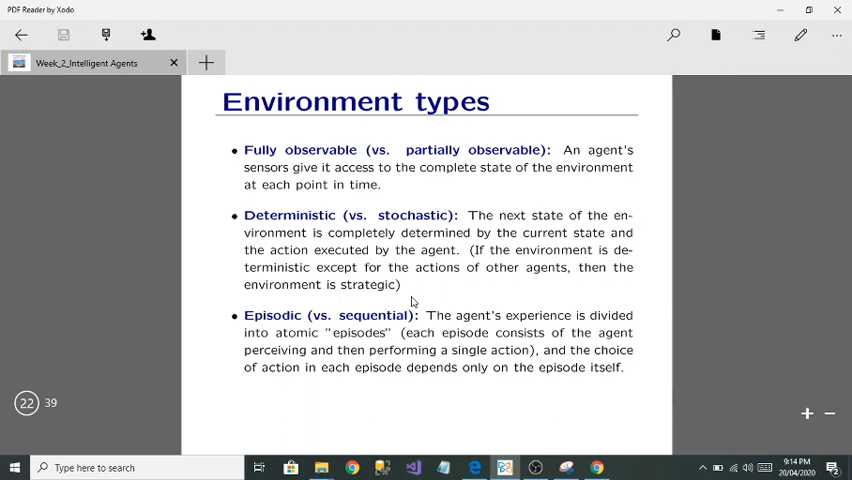 PDF Reader by Xodo
Week_2_Intelligent Agents
Environment types
Fully observable (vs. partially observable): An agent's
sensors give it access to the complete state of the environment
at each point in time.
Deterministic (vs. stochastic): The next state of the en-
vironment is completely determined by the current state and
the action executed by the agent. (If the environment is de-
terministic except for the actions of other agents, then the
environment is strategic)
Episodic (vs. sequential): The agent's experience is divided
into atomic "episodes" (each episode consists of the agent
perceiving and then performing a single action), and the choice
of action in each episode depends only on the episode itself.
22 39
Type here to search
9:14 PM
20/04/2020
2